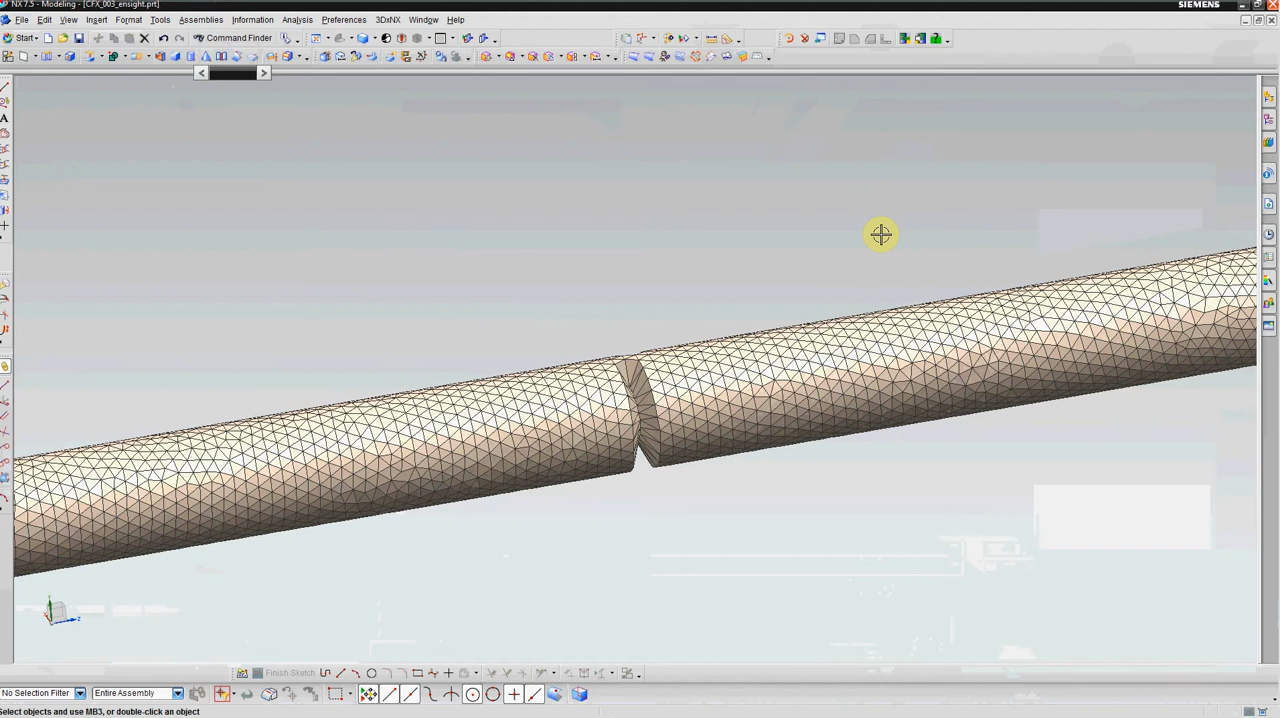 NX 7.5 - Modeling - [CFX_003_ensight.prt]
SIEMENS
File Edit View Insert Format Tools Assemblies Information Analysis Preferences 3DxNX Window Help
Start Command Finder
A
Y
Z
Finish Sketch
No Selection Filter Entire Assembly
Select objects and use MB3, or double-click an object